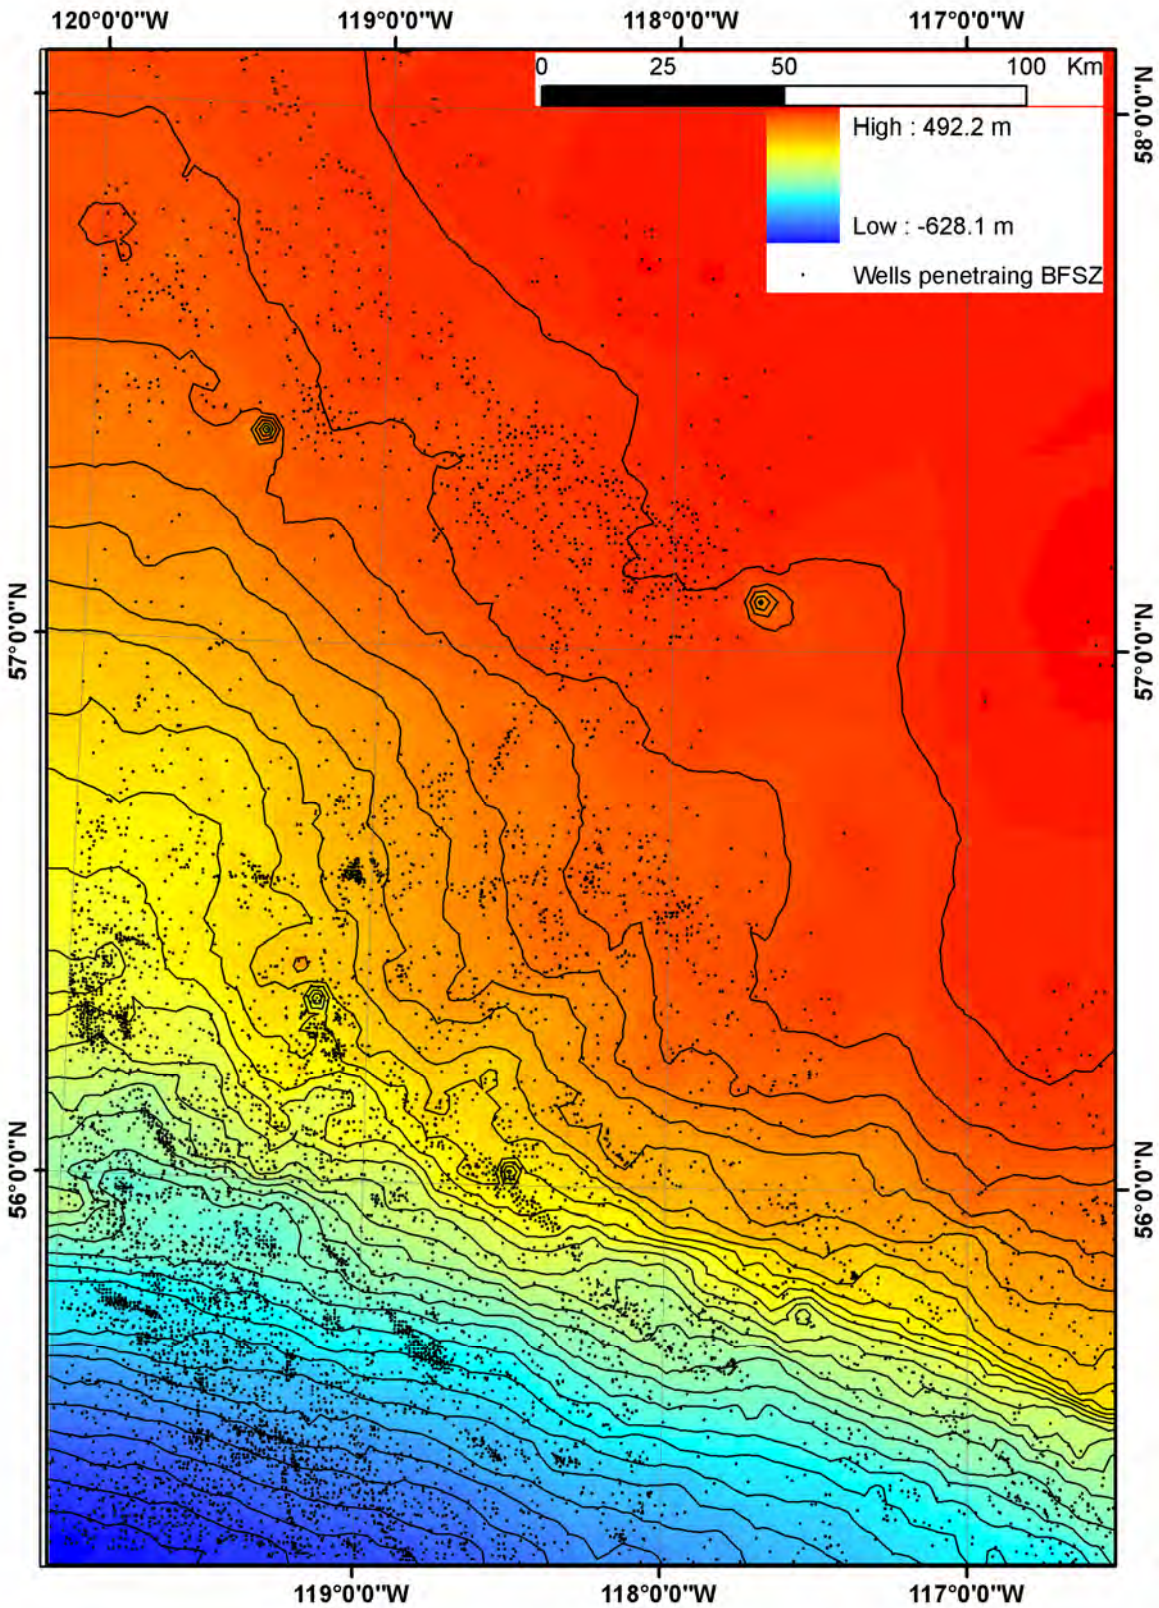 120°0'0"W 119°0'0"W 118°0'0"W 117°0'0"W
0 25 50 100 Km
High : 492.2 m
Low : -628.1 m
Wells penetraing BFSZ
58°0'0"N
57°0'0"N
57°0'0"N
56°0'0"N
56°0'0"N
119°0'0"W 118°0'0"W 117°0'0"W